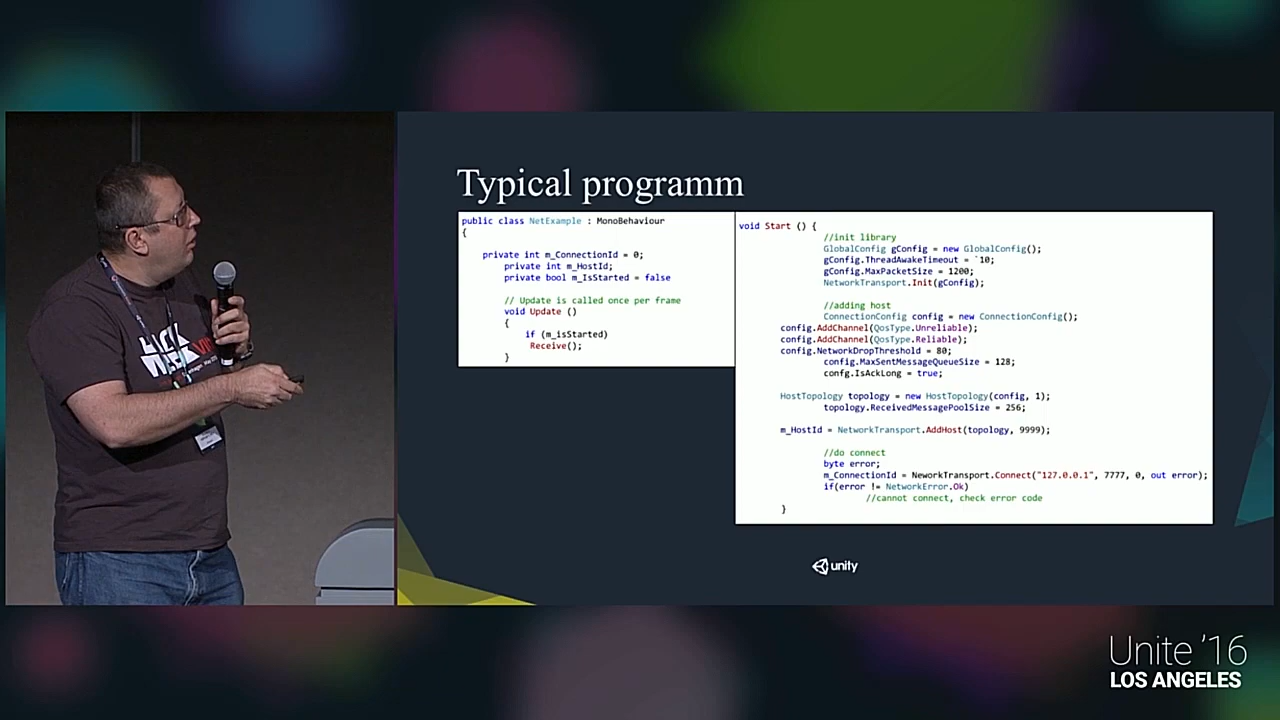 Typical programm
public class NetExample : MonoBehaviour
{
private int m_ConnectionId = 0;
private int m_HostId;
private bool m_IsStarted = false
// Update is called once per frame
void Update ()
{
if (m_isStarted)
Receive();
}
void Start () {
//init library
GlobalConfig gConfig = new GlobalConfig();
gConfig.ThreadAwakeTimeout = `10;
gConfig.MaxPacketSize = 1200;
NetworkTransport.Init(gConfig);
//adding host
ConnectionConfig config = new ConnectionConfig();
config.AddChannel(QosType.Unreliable);
config.AddChannel(QosType.Reliable);
config.NetworkDropThreshold = 80;
config.MaxSentMessageQueueSize = 128;
confg.IsAckLong = true;
HostTopology topology = new HostTopology(config, 1);
topology.ReceivedMessagePoolSize = 256;
m_HostId = NetworkTransport.AddHost(topology, 9999);
//do connect
byte error;
m_ConnectionId = NeworkTransport.Connect("127.0.0.1", 7777, 0, out error);
if(error != NetworkError.Ok)
//cannot connect, check error code
}
unity
HACK
WEEK
Unite '16
LOS ANGELES